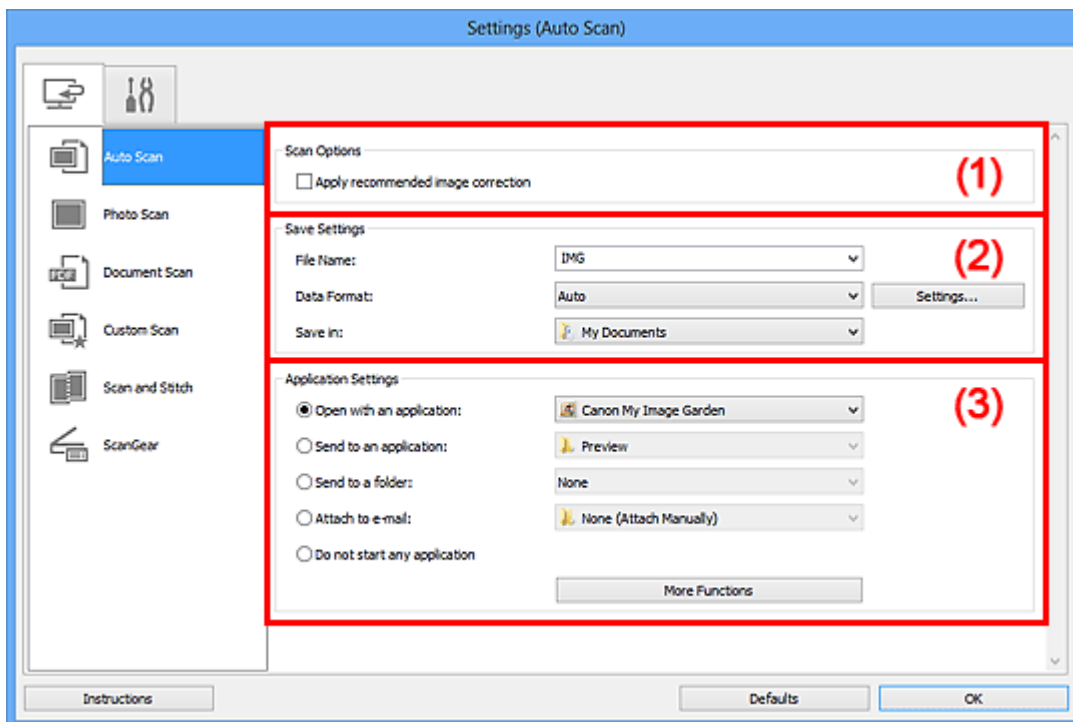 Settings (Auto Scan)
Auto Scan
Photo Scan
Document Scan
Custom Scan
Scan and Stitch
ScanGear
Scan Options
Apply recommended image correction
(1)
Save Settings
File Name: IMG
(2)
Data Format: Auto Settings...
Save in: My Documents
Application Settings
Open with an application: Canon My Image Garden
(3)
Send to an application: Preview
Send to a folder: None
Attach to e-mail: None (Attach Manually)
Do not start any application
More Functions
Instructions Defaults OK